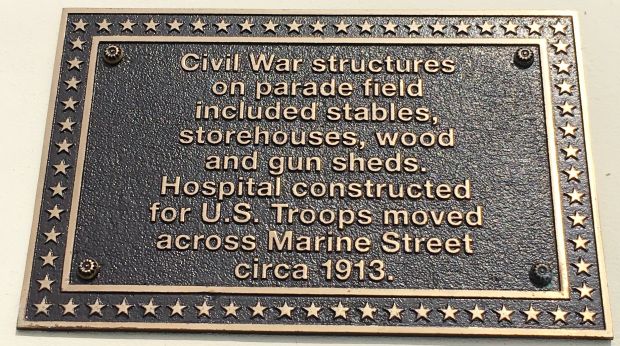 Civil War structures
on parade field
included stables,
storehouses, wood
and gun sheds.
Hospital constructed
for U.S. Troops moved
across Marine Street
circa 1913.